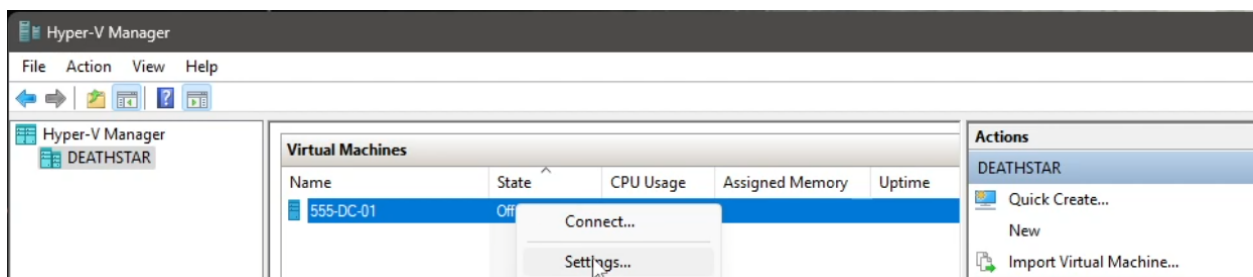 Hyper-V Manager
File Action View Help
Hyper-V Manager
DEATHSTAR
Virtual Machines
Name State CPU Usage Assigned Memory Uptime
555-DC-01 Off
Connect...
Settings...
Actions
DEATHSTAR
Quick Create...
New
Import Virtual Machine...